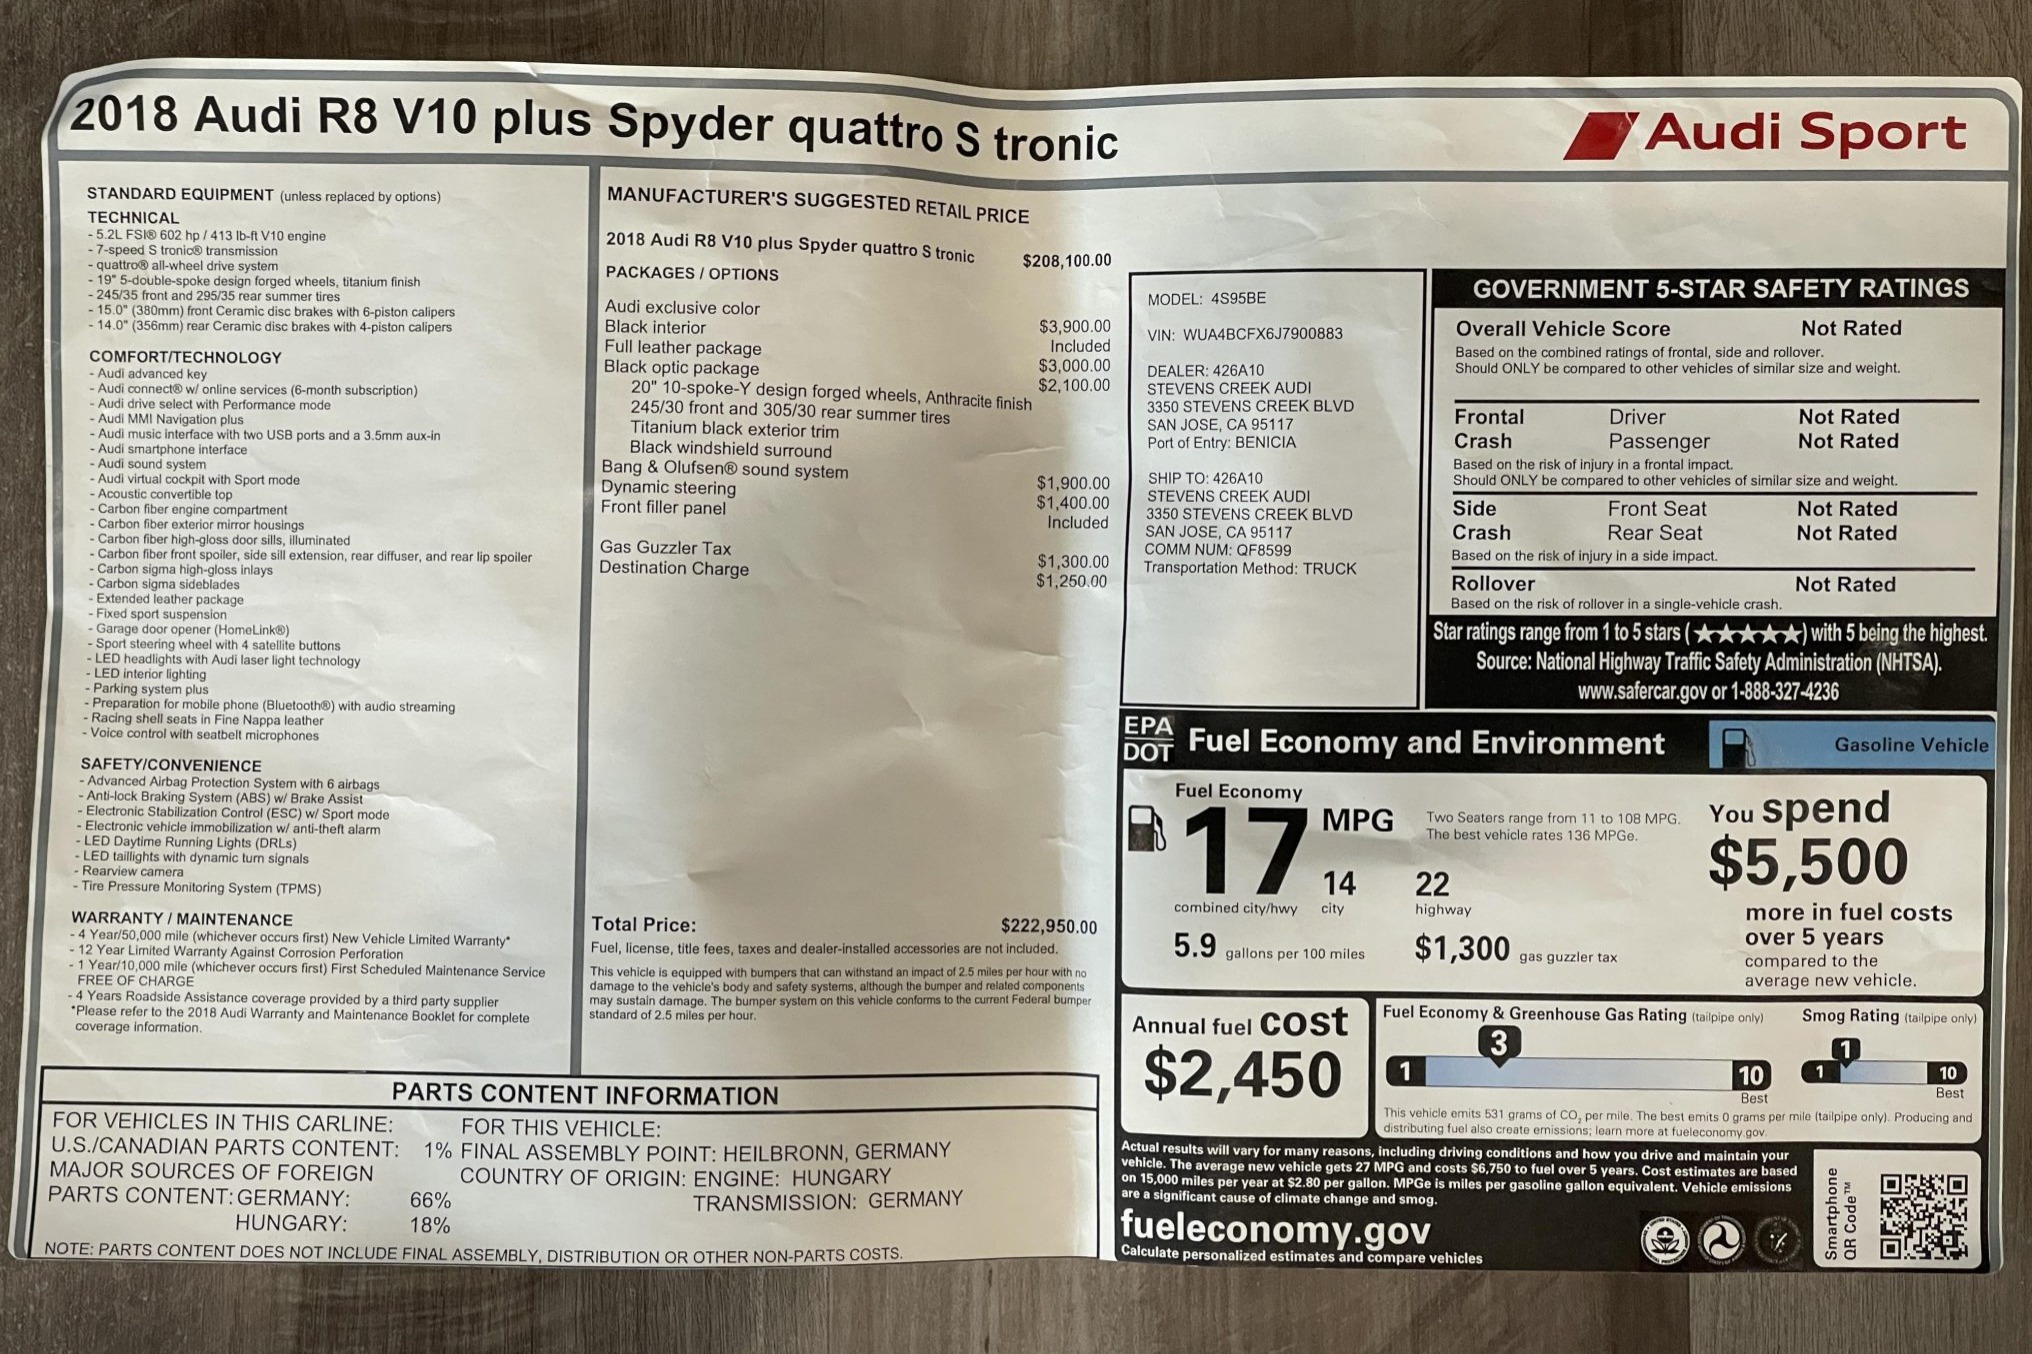 2018 Audi R8 V10 plus Spyder quattro S tronic
Audi Sport
STANDARD EQUIPMENT (unless replaced by options)
TECHNICAL
- 5.2L FSI® 602 hp / 413 lb-ft V10 engine
- 7-speed S tronic® transmission
- quattro® all-wheel drive system
- 19" 5-double-spoke design forged wheels, titanium finish
- 245/35 front and 295/35 rear summer tires
- 15.0" (380mm) front Ceramic disc brakes with 6-piston calipers
- 14.0" (356mm) rear Ceramic disc brakes with 4-piston calipers
COMFORT/TECHNOLOGY
- Audi advanced key
- Audi connect® w/ online services (6-month subscription)
- Audi drive select with Performance mode
- Audi MMI Navigation plus
- Audi music interface with two USB ports and a 3.5mm aux-in
- Audi smartphone interface
- Audi sound system
- Audi virtual cockpit with Sport mode
- Acoustic convertible top
- Carbon fiber engine compartment
- Carbon fiber exterior mirror housings
- Carbon fiber high-gloss door sills, illuminated
- Carbon fiber front spoiler, side sill extension, rear diffuser, and rear lip spoiler
- Carbon sigma high-gloss inlays
- Carbon sigma sideblades
- Extended leather package
- Fixed sport suspension
- Garage door opener (HomeLink®)
- Sport steering wheel with 4 satellite buttons
- LED headlights with Audi laser light technology
- LED interior lighting
- Parking system plus
- Preparation for mobile phone (Bluetooth®) with audio streaming
- Racing shell seats in Fine Nappa leather
- Voice control with seatbelt microphones
SAFETY/CONVENIENCE
- Advanced Airbag Protection System with 6 airbags
- Anti-lock Braking System (ABS) w/ Brake Assist
- Electronic Stabilization Control (ESC) w/ Sport mode
- Electronic vehicle immobilization w/ anti-theft alarm
- LED Daytime Running Lights (DRLs)
- LED taillights with dynamic turn signals
- Rearview camera
- Tire Pressure Monitoring System (TPMS)
WARRANTY / MAINTENANCE
- 4 Year/50,000 mile (whichever occurs first) New Vehicle Limited Warranty*
- 12 Year Limited Warranty Against Corrosion Perforation
- 1 Year/10,000 mile (whichever occurs first) First Scheduled Maintenance Service
FREE OF CHARGE
- 4 Years Roadside Assistance coverage provided by a third party supplier
*Please refer to the 2018 Audi Warranty and Maintenance Booklet for complete
coverage information.
MANUFACTURER'S SUGGESTED RETAIL PRICE
2018 Audi R8 V10 plus Spyder quattro S tronic $208,100.00
PACKAGES / OPTIONS
Audi exclusive color $3,900.00
Black interior Included
Full leather package $3,000.00
Black optic package $2,100.00
20" 10-spoke-Y design forged wheels, Anthracite finish
245/30 front and 305/30 rear summer tires
Titanium black exterior trim
Black windshield surround
Bang & Olufsen® sound system $1,900.00
Dynamic steering $1,400.00
Front filler panel Included
Gas Guzzler Tax $1,300.00
Destination Charge $1,250.00
Total Price: $222,950.00
Fuel, license, title fees, taxes and dealer-installed accessories are not included.
This vehicle is equipped with bumpers that can withstand an impact of 2.5 miles per hour with no
damage to the vehicle's body and safety systems, although the bumper and related components
may sustain damage. The bumper system on this vehicle conforms to the current Federal bumper
standard of 2.5 miles per hour.
MODEL: 4S95BE
VIN: WUA4BCFX6J7900883
DEALER: 426A10
STEVENS CREEK AUDI
3350 STEVENS CREEK BLVD
SAN JOSE, CA 95117
Port of Entry: BENICIA
SHIP TO: 426A10
STEVENS CREEK AUDI
3350 STEVENS CREEK BLVD
SAN JOSE, CA 95117
COMM NUM: QF8599
Transportation Method: TRUCK
GOVERNMENT 5-STAR SAFETY RATINGS
Overall Vehicle Score Not Rated
Based on the combined ratings of frontal, side and rollover.
Should ONLY be compared to other vehicles of similar size and weight.
Frontal Driver Not Rated
Crash Passenger Not Rated
Based on the risk of injury in a frontal impact.
Should ONLY be compared to other vehicles of similar size and weight.
Side Front Seat Not Rated
Crash Rear Seat Not Rated
Based on the risk of injury in a side impact.
Rollover Not Rated
Based on the risk of rollover in a single-vehicle crash.
Star ratings range from 1 to 5 stars (★★★★★) with 5 being the highest.
Source: National Highway Traffic Safety Administration (NHTSA).
www.safercar.gov or 1-888-327-4236
EPA
DOT
Fuel Economy and Environment
Gasoline Vehicle
Fuel Economy
17 MPG
combined city/hwy
14
city
22
highway
Two Seaters range from 11 to 108 MPG.
The best vehicle rates 136 MPGe.
5.9 gallons per 100 miles
$1,300 gas guzzler tax
You spend
$5,500
more in fuel costs
over 5 years
compared to the
average new vehicle.
Annual fuel cost
$2,450
Fuel Economy & Greenhouse Gas Rating (tailpipe only)
3
1
10
Best
Smog Rating (tailpipe only)
1
1
10
Best
This vehicle emits 531 grams of CO2 per mile. The best emits 0 grams per mile (tailpipe only). Producing and
distributing fuel also create emissions; learn more at fueleconomy.gov.
Actual results will vary for many reasons, including driving conditions and how you drive and maintain your
vehicle. The average new vehicle gets 27 MPG and costs $6,750 to fuel over 5 years. Cost estimates are based
on 15,000 miles per year at $2.80 per gallon. MPGe is miles per gasoline gallon equivalent. Vehicle emissions
are a significant cause of climate change and smog.
fueleconomy.gov
Calculate personalized estimates and compare vehicles
Smartphone
QR Code™
PARTS CONTENT INFORMATION
FOR VEHICLES IN THIS CARLINE:
U.S./CANADIAN PARTS CONTENT: 1%
MAJOR SOURCES OF FOREIGN
PARTS CONTENT: GERMANY: 66%
HUNGARY: 18%
FOR THIS VEHICLE:
FINAL ASSEMBLY POINT: HEILBRONN, GERMANY
COUNTRY OF ORIGIN: ENGINE: HUNGARY
TRANSMISSION: GERMANY
NOTE: PARTS CONTENT DOES NOT INCLUDE FINAL ASSEMBLY, DISTRIBUTION OR OTHER NON-PARTS COSTS.